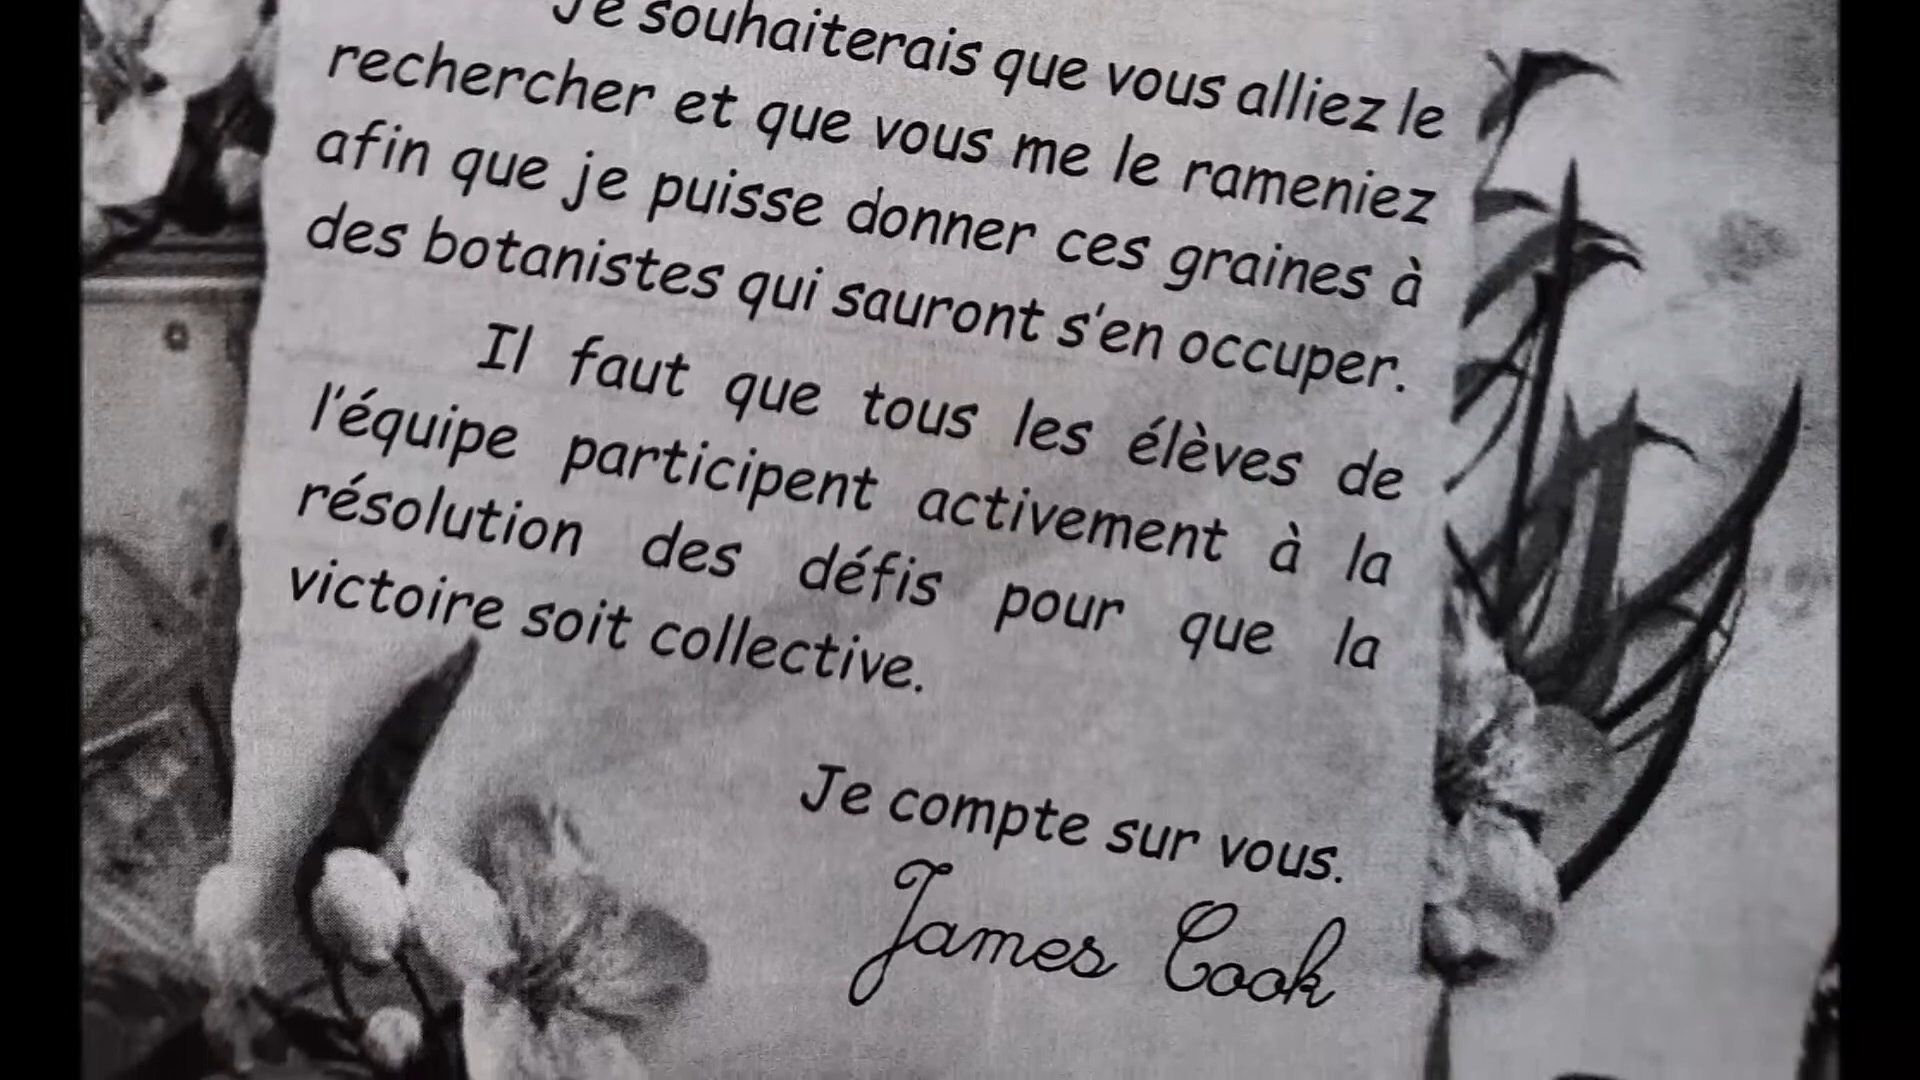 Je souhaiterais que vous alliez le
rechercher et que vous me le rameniez
afin que je puisse donner ces graines à
des botanistes qui sauront s'en occuper.
Il faut que tous les élèves de
l'équipe participent activement à la
résolution des défis pour que la
victoire soit collective.
Je compte sur vous.
James Cook